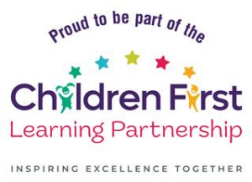 Proud to be part of the
Children First
Learning Partnership
INSPIRING EXCELLENCE TOGETHER